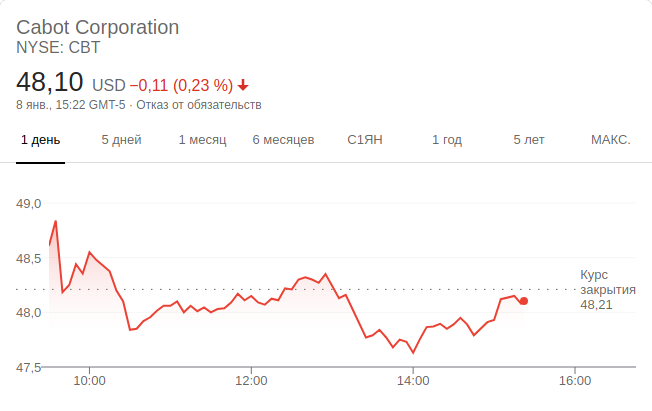 Cabot Corporation
NYSE: CBT
48,10 USD −0,11 (0,23 %)
8 янв., 15:22 GMT-5 · Отказ от обязательств
1 день 5 дней 1 месяц 6 месяцев С1ЯН 1 год 5 лет МАКС.
49,0
48,5
Курс
закрытия
48,21
48,0
47,5
10:00 12:00 14:00 16:00